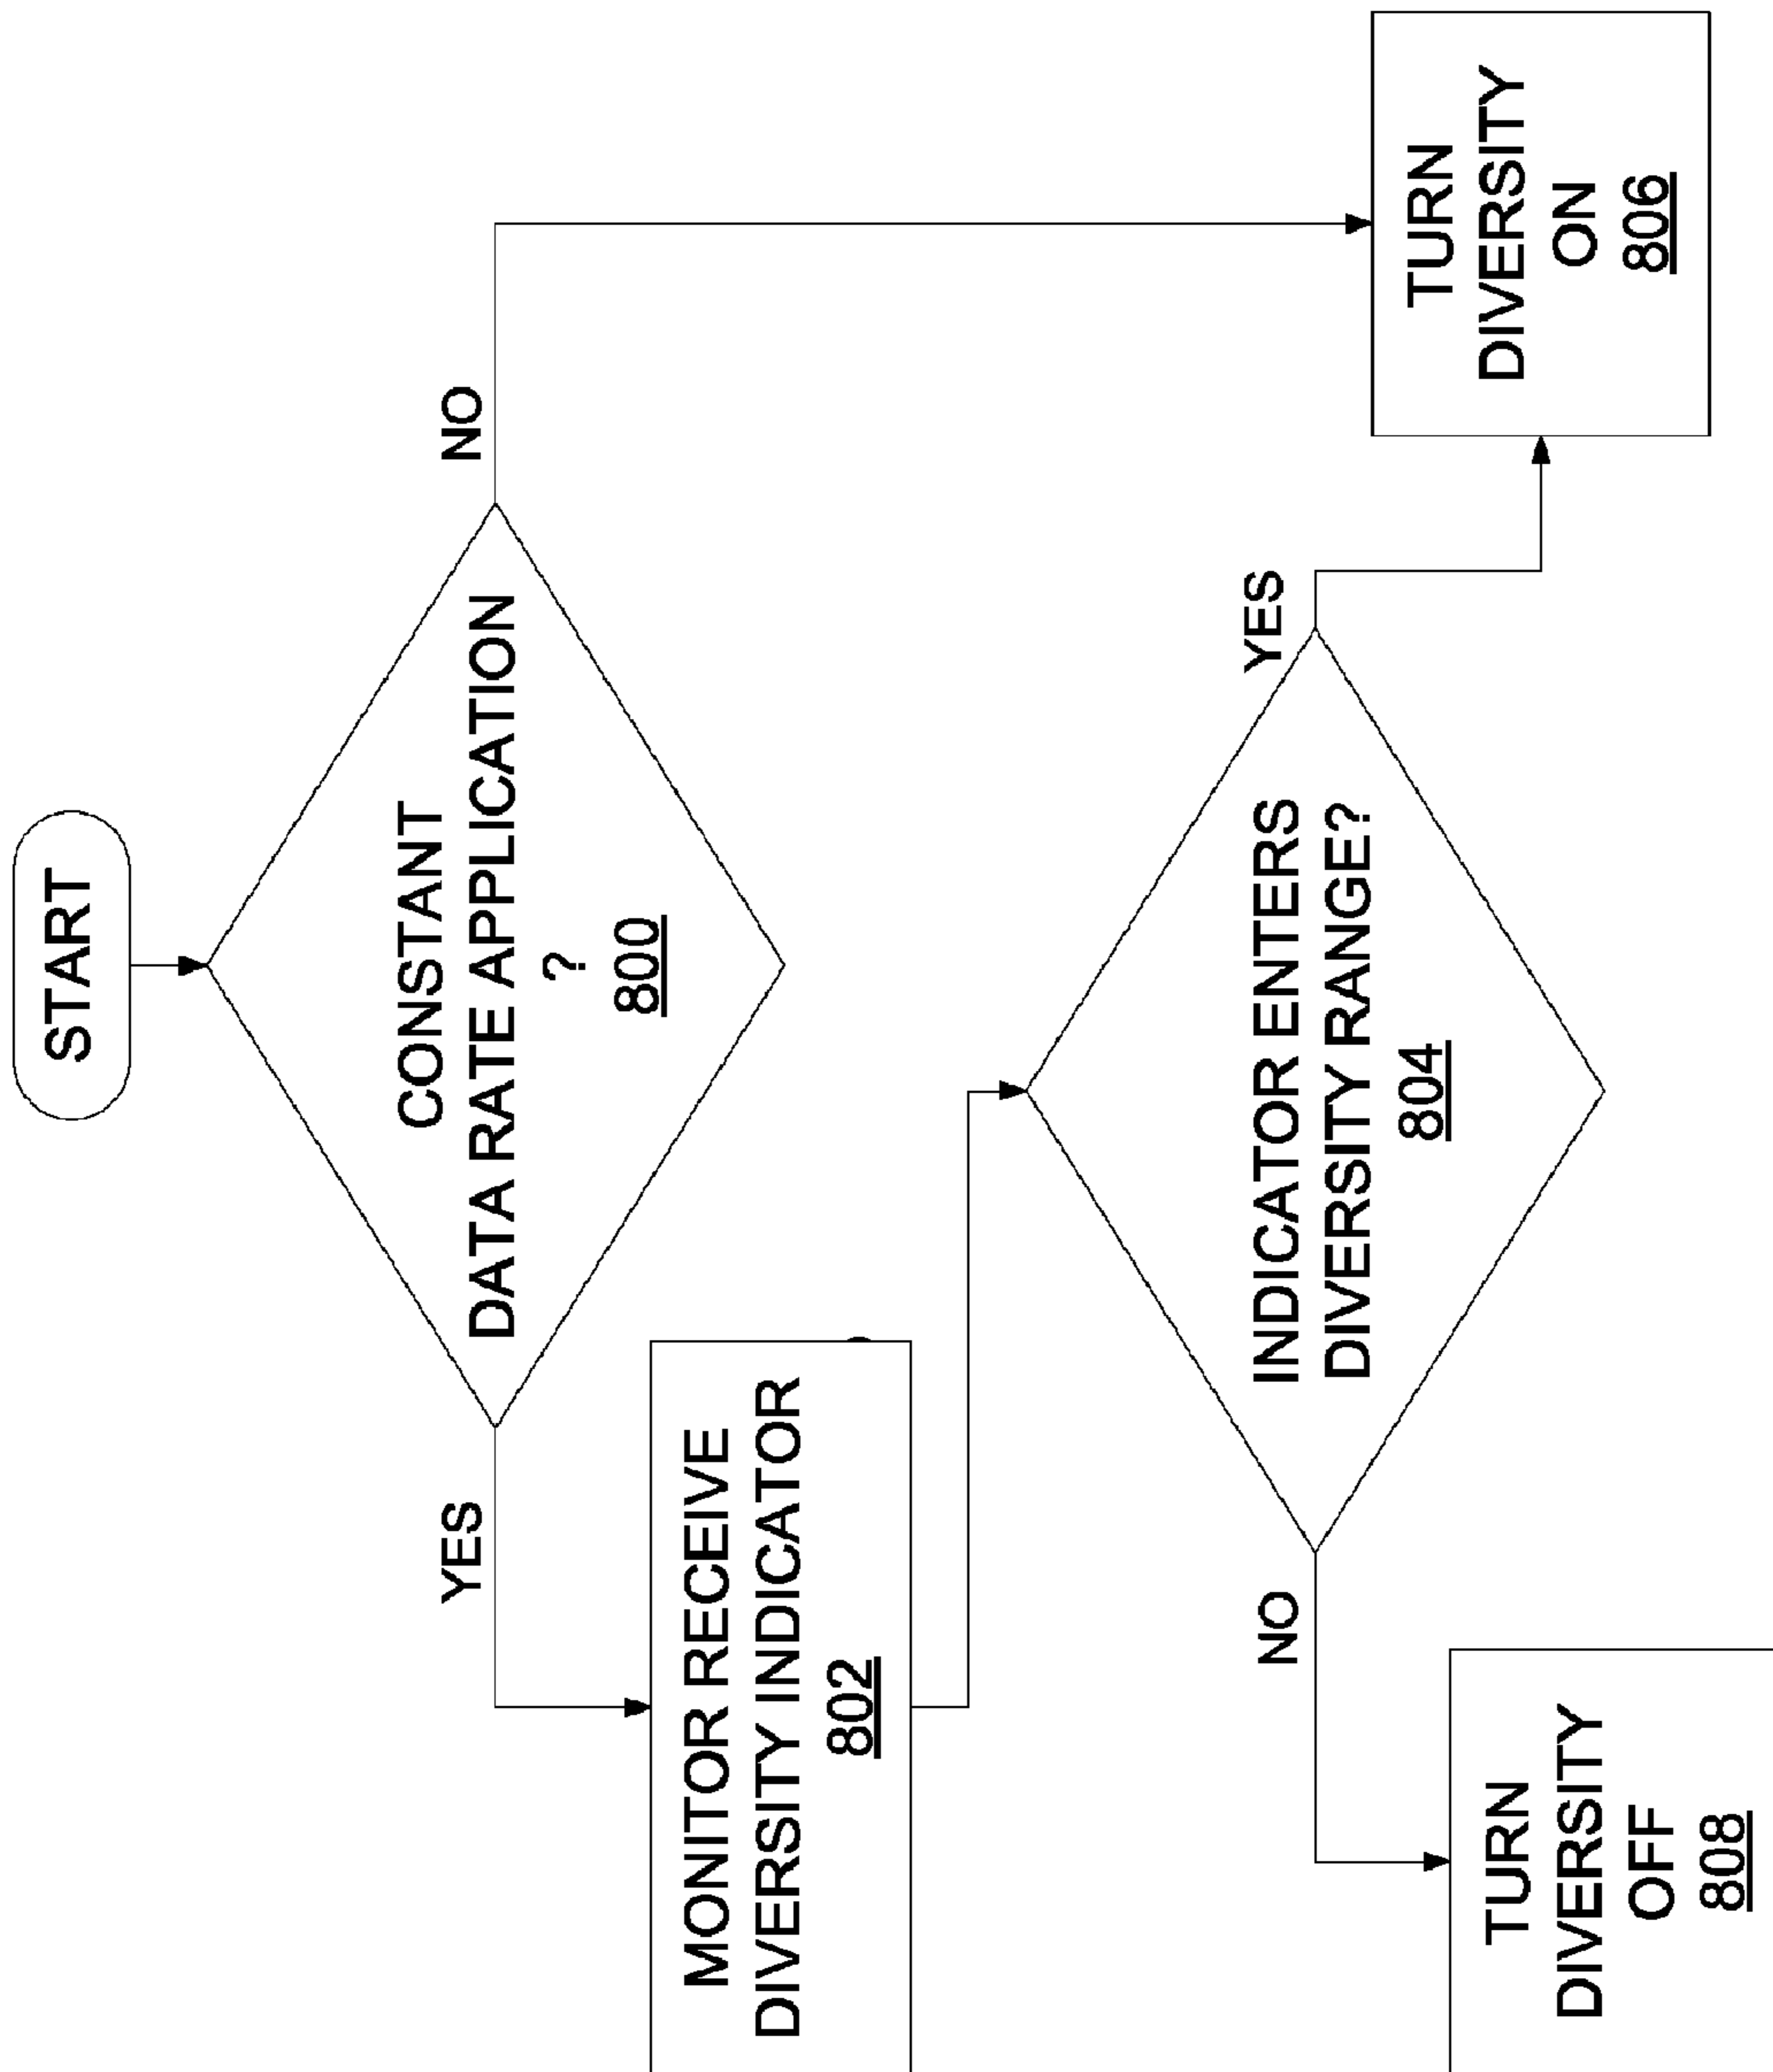 START
CONSTANT
DATA RATE APPLICATION
?
800
YES
NO
MONITOR RECEIVE
DIVERSITY INDICATOR
802
INDICATOR ENTERS
DIVERSITY RANGE?
804
NO
YES
TURN
DIVERSITY
OFF
808
TURN
DIVERSITY
ON
806